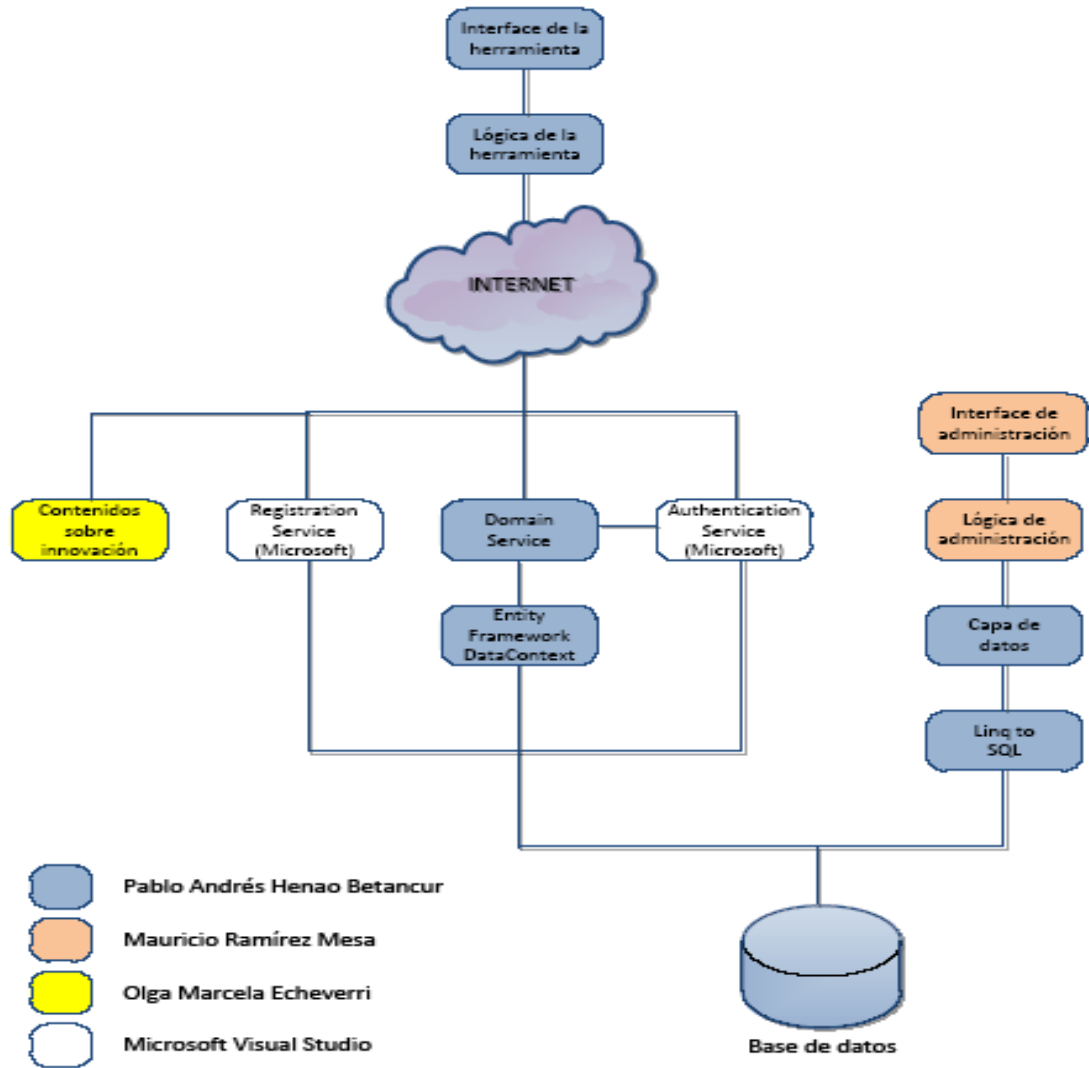 Interface de la
herramienta
Lógica de la
herramienta
INTERNET
Interface de
administración
Contenidos
sobre
innovación
Registration
Service
(Microsoft)
Domain
Service
Authentication
Service
(Microsoft)
Lógica de
administración
Entity
Framework
DataContext
Capa de
datos
Linq to
SQL
Pablo Andrés Henao Betancur
Mauricio Ramírez Mesa
Olga Marcela Echeverri
Microsoft Visual Studio
Base de datos